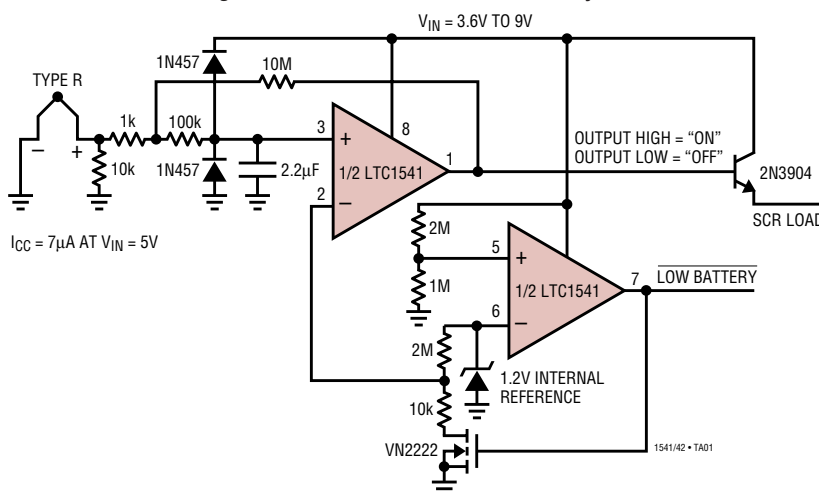 V_IN = 3.6V TO 9V
1N457
10M
TYPE R
1k
100k
3
+
8
OUTPUT HIGH = “ON”
OUTPUT LOW = “OFF”
−
+
10k
1N457
2.2µF
1/2 LTC1541
1
2N3904
2
−
SCR LOAD
I_CC = 7µA AT V_IN = 5V
2M
5
+
1M
1/2 LTC1541
7
LOW BATTERY
6
−
2M
1.2V INTERNAL
REFERENCE
10k
VN2222
1541/42 • TA01